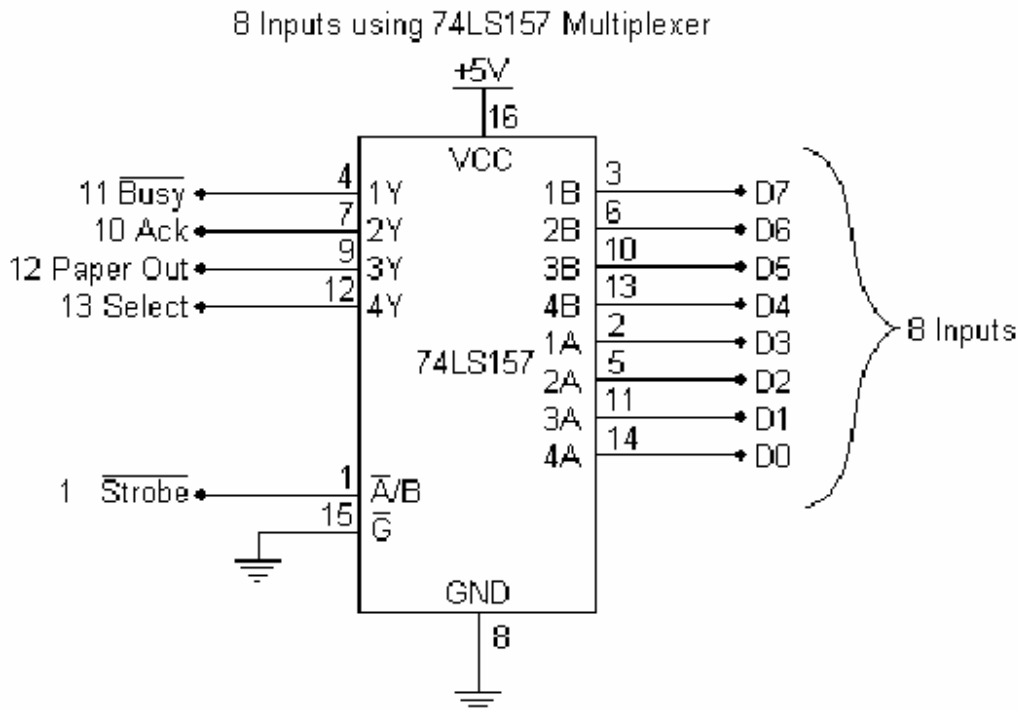 8 Inputs using 74LS157 Multiplexer
+5V
16
VCC
11 Busy 4 1Y 1B 3 D7
10 Ack 7 2Y 2B 6 D6
12 Paper Out 9 3Y 3B 10 D5
13 Select 12 4Y 4B 13 D4
8 Inputs
1A 2 D3
74LS157
2A 5 D2
3A 11 D1
4A 14 D0
1 Strobe 1 A/B
15 G
GND
8